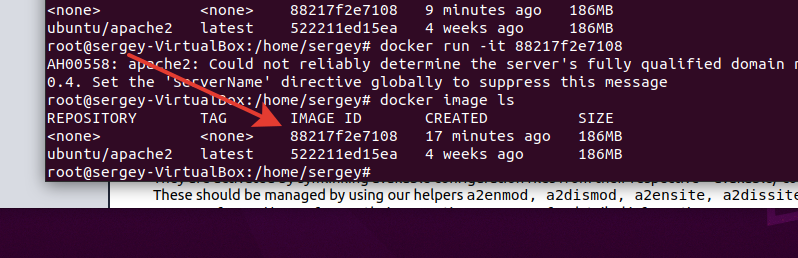 <none>          <none>    88217f2e7108   9 minutes ago    186MB
ubuntu/apache2  latest    522211ed15ea   4 weeks ago      186MB
root@sergey-VirtualBox:/home/sergey# docker run -it 88217f2e7108
AH00558: apache2: Could not reliably determine the server's fully qualified domain
0.4. Set the 'ServerName' directive globally to suppress this message
root@sergey-VirtualBox:/home/sergey# docker image ls
REPOSITORY      TAG       IMAGE ID       CREATED          SIZE
<none>          <none>    88217f2e7108   17 minutes ago   186MB
ubuntu/apache2  latest    522211ed15ea   4 weeks ago      186MB
root@sergey-VirtualBox:/home/sergey#
These should be managed by using our helpers a2enmod, a2dismod, a2ensite, a2dissite